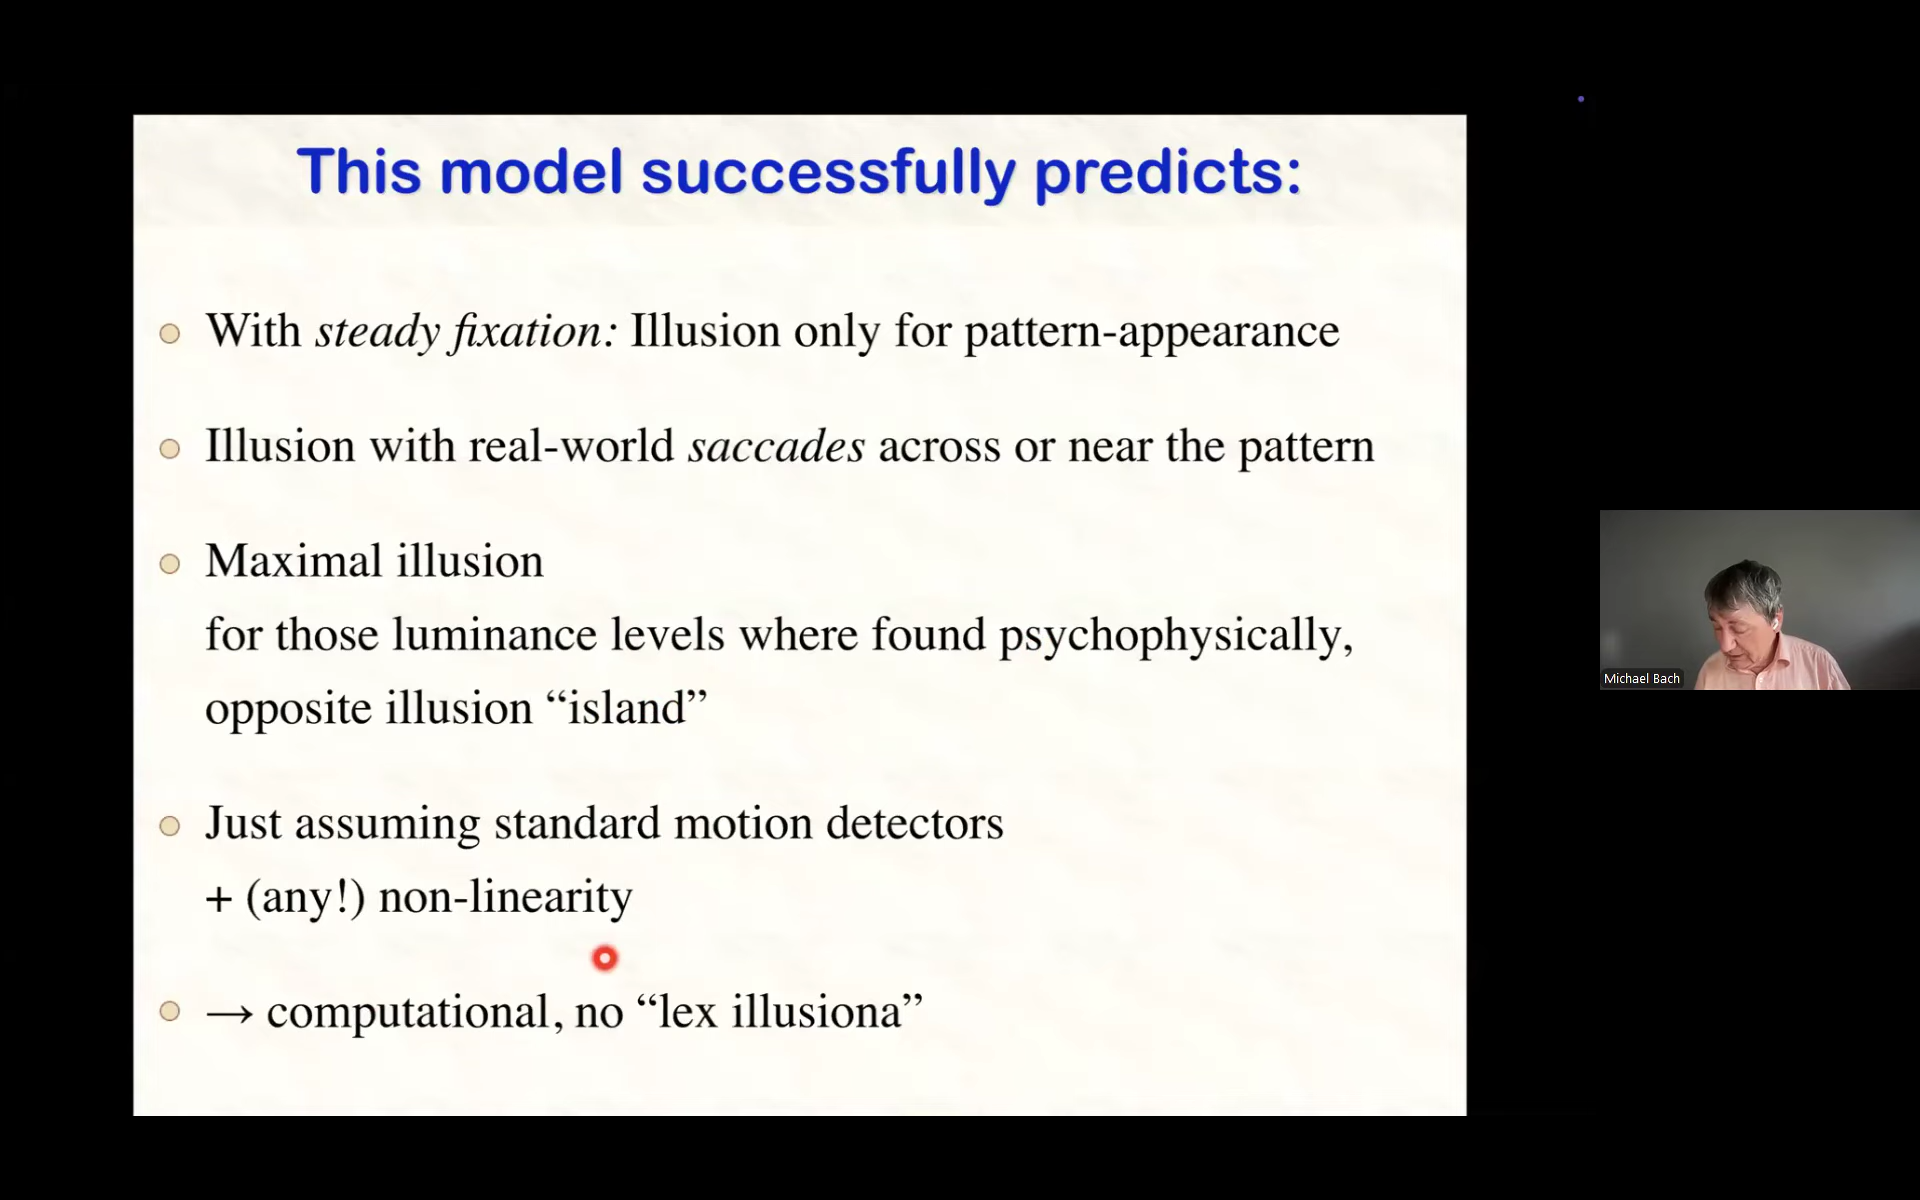 This model successfully predicts:
With steady fixation: Illusion only for pattern-appearance
Illusion with real-world saccades across or near the pattern
Maximal illusion
for those luminance levels where found psychophysically,
opposite illusion “island”
Just assuming standard motion detectors
+ (any!) non-linearity
→ computational, no “lex illusiona”
Michael Bach